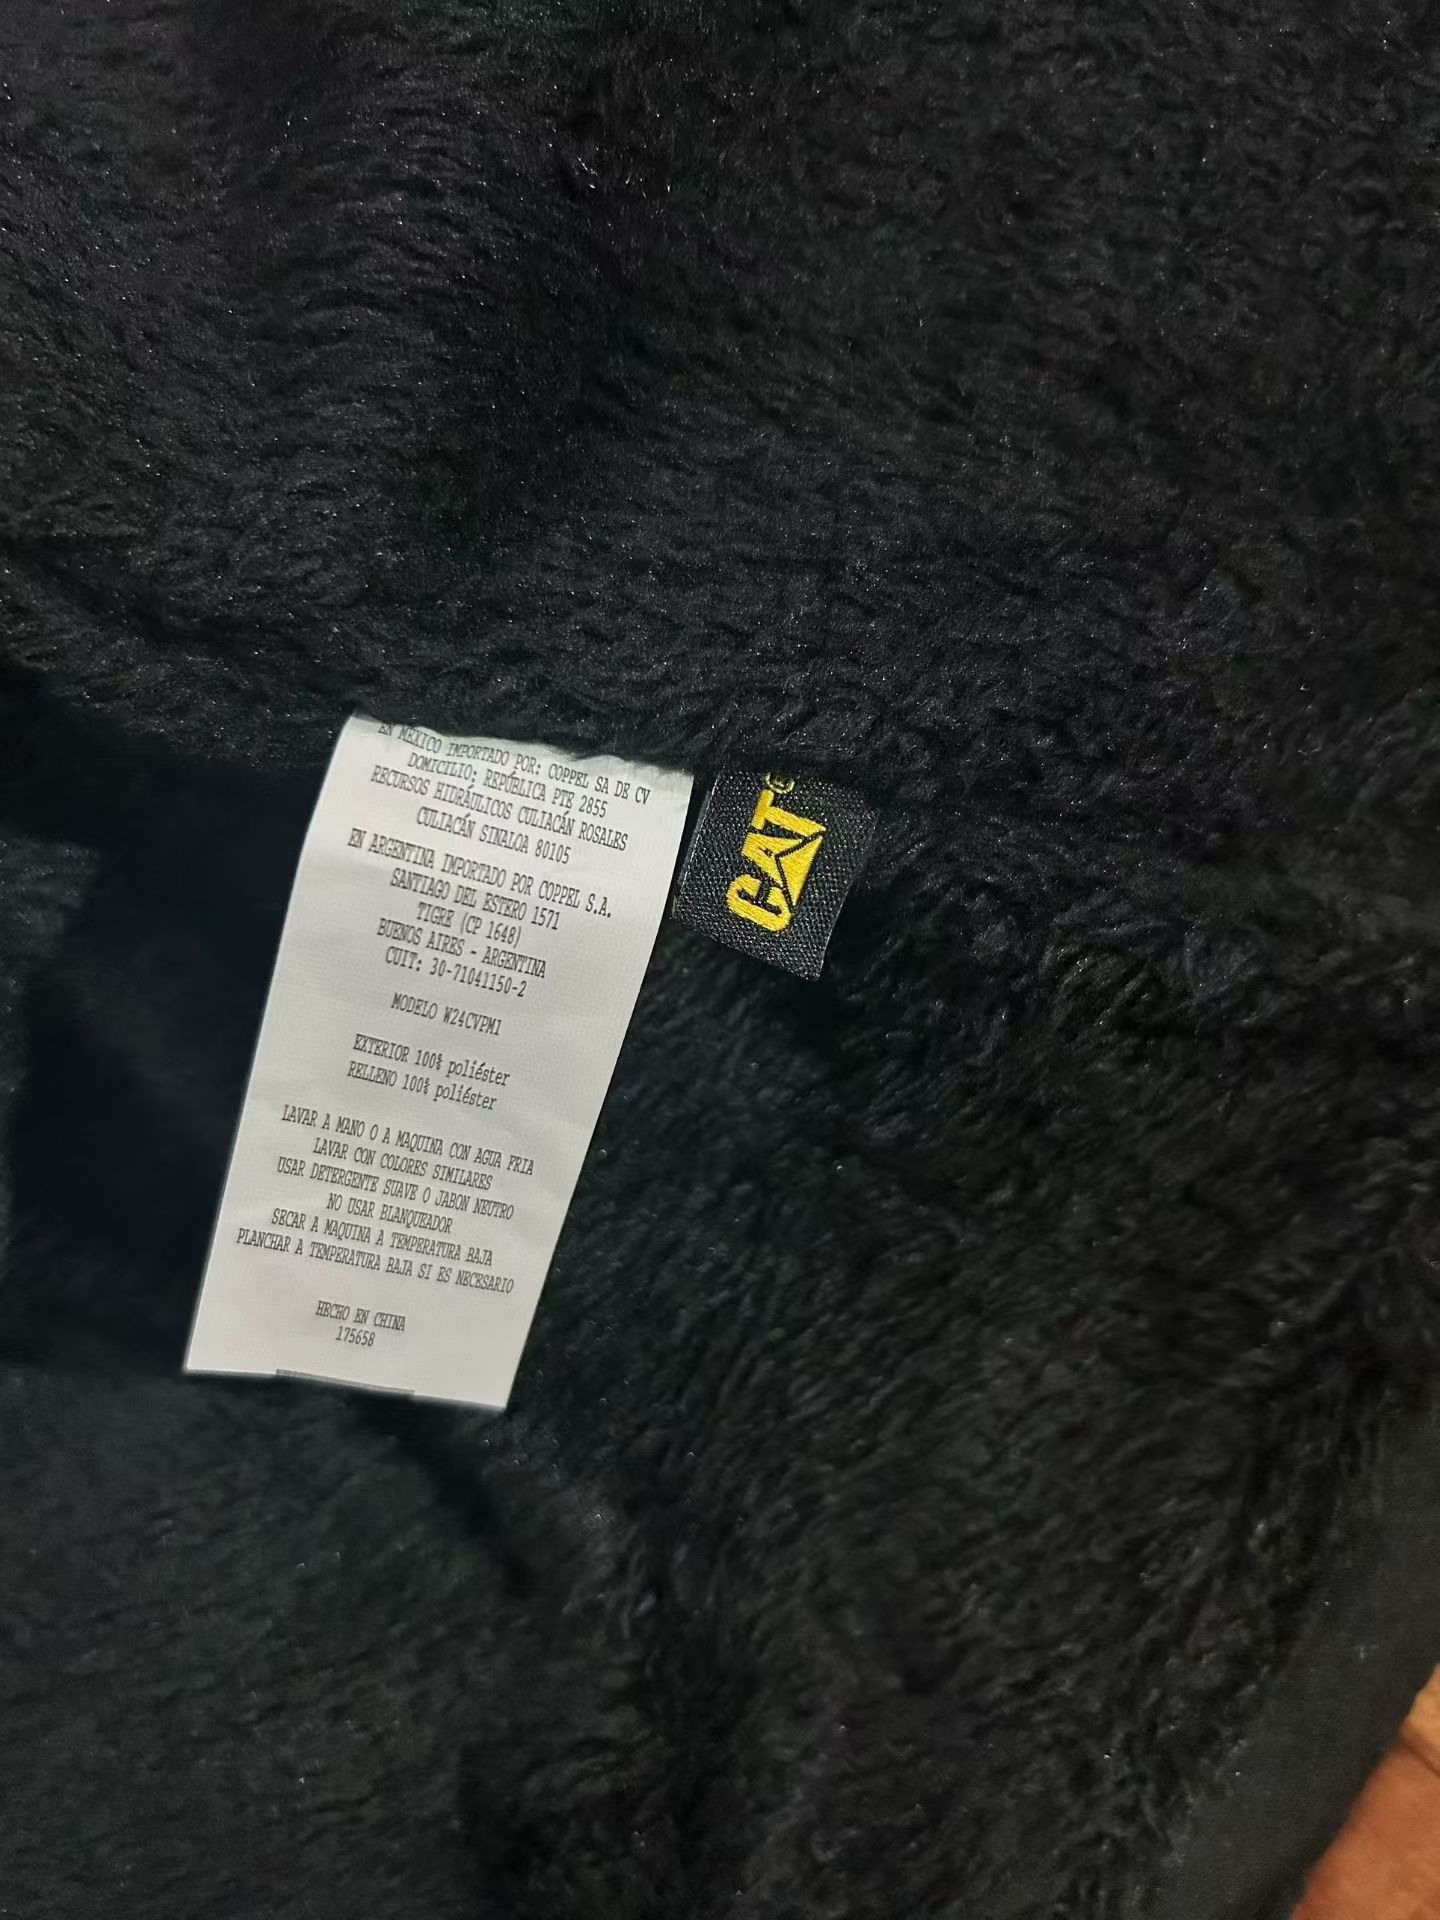 EN MÉXICO IMPORTADO POR: COPPEL SA DE CV
DOMICILIO: REPÚBLICA PTE 2855
RECURSOS HIDRÁULICOS CULIACÁN ROSALES
CULIACÁN SINALOA 80105
EN ARGENTINA IMPORTADO POR COPPEL S.A.
SANTIAGO DEL ESTERO 1571
TIGRE (CP 1648)
BUENOS AIRES - ARGENTINA
CUIT: 30-71041150-2
MODELO W24CVPM1
EXTERIOR 100% poliéster
RELLENO 100% poliéster
LAVAR A MANO O A MAQUINA CON AGUA FRIA
LAVAR CON COLORES SIMILARES
USAR DETERGENTE SUAVE O JABON NEUTRO
NO USAR BLANQUEADOR
SECAR A MAQUINA A TEMPERATURA BAJA
PLANCHAR A TEMPERATURA BAJA SI ES NECESARIO
HECHO EN CHINA
175658
CAT®